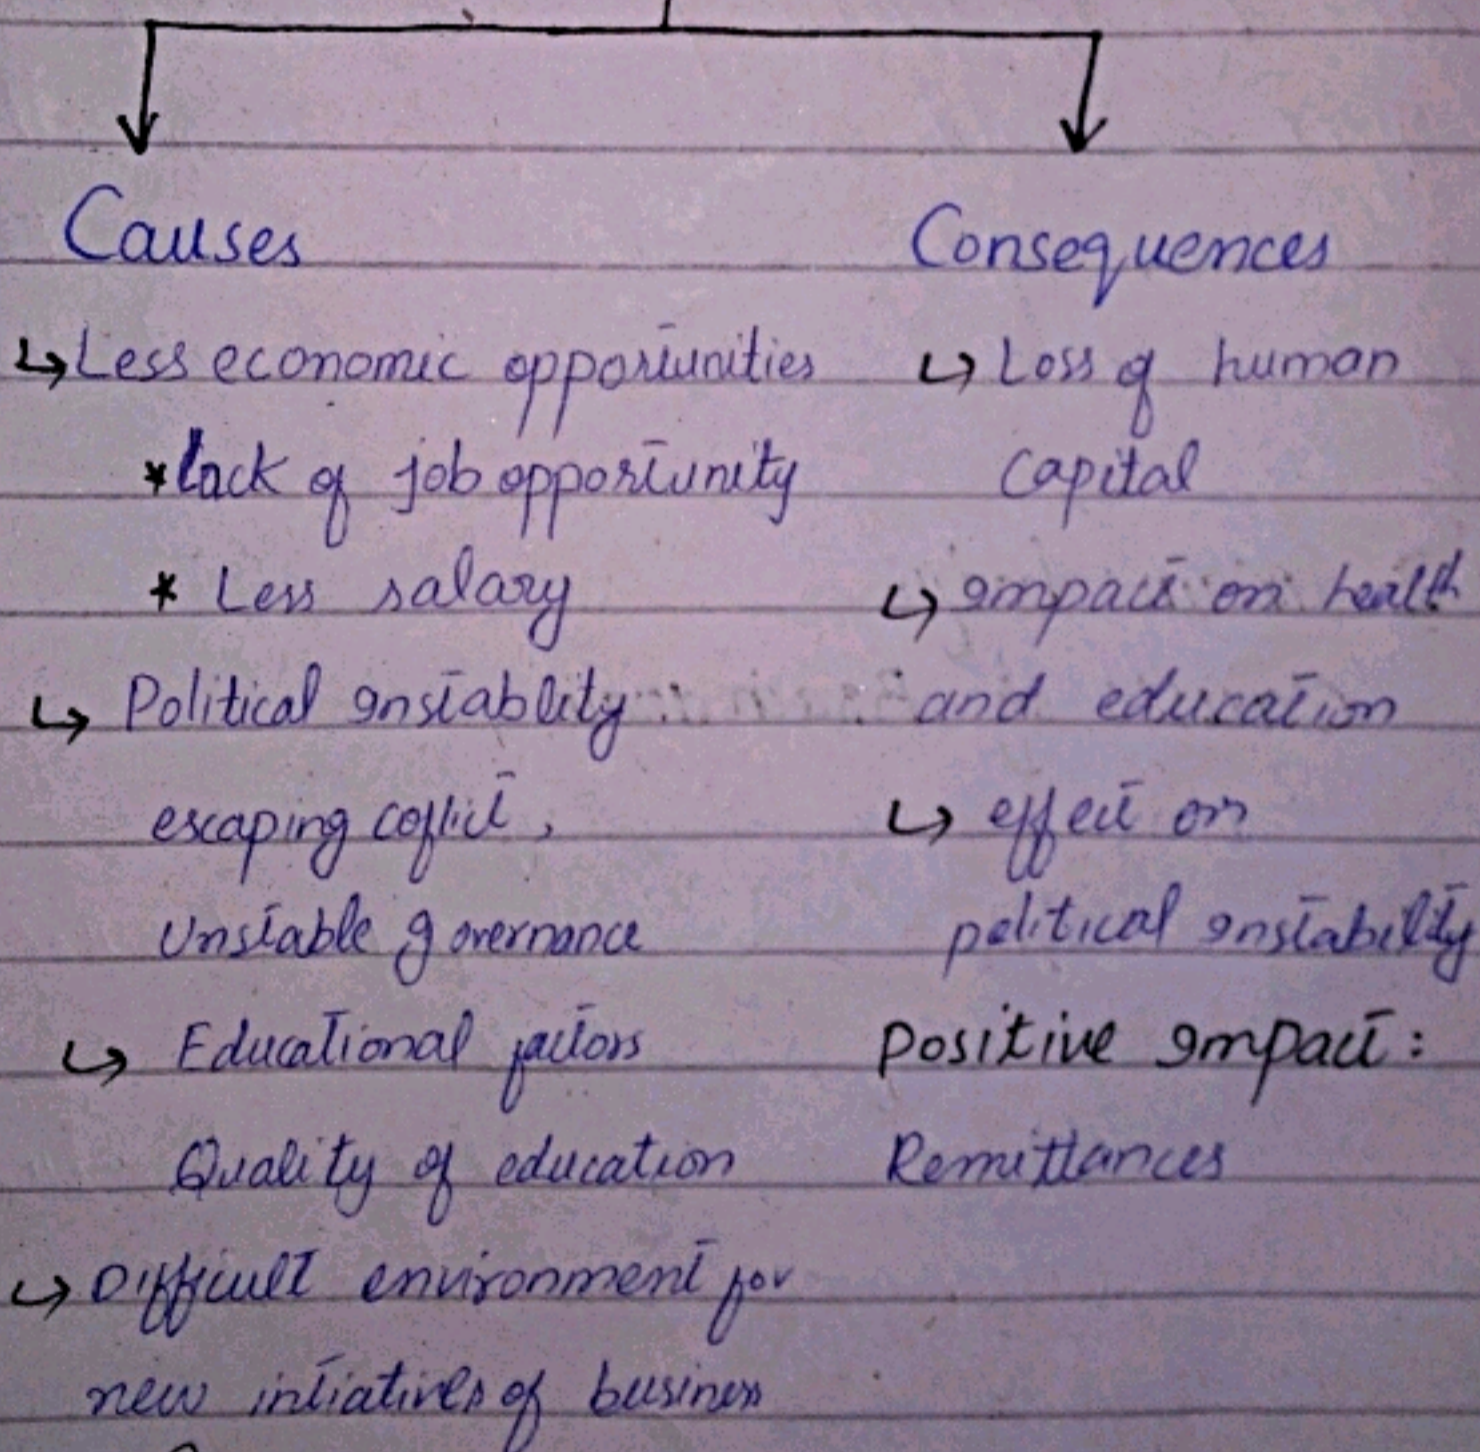 Causes
↳ Less economic opportunities
* lack of job opportunity
* Less salary
↳ Political Instablity
escaping coflict,
Unstable governance
↳ Educational factors
Quality of education
↳ Difficult environment for
new intiatives of business
Consequences
↳ Loss of human
Capital
↳ Impact on health
and education
↳ effect on
political Instability
Positive Impact:
Remittances